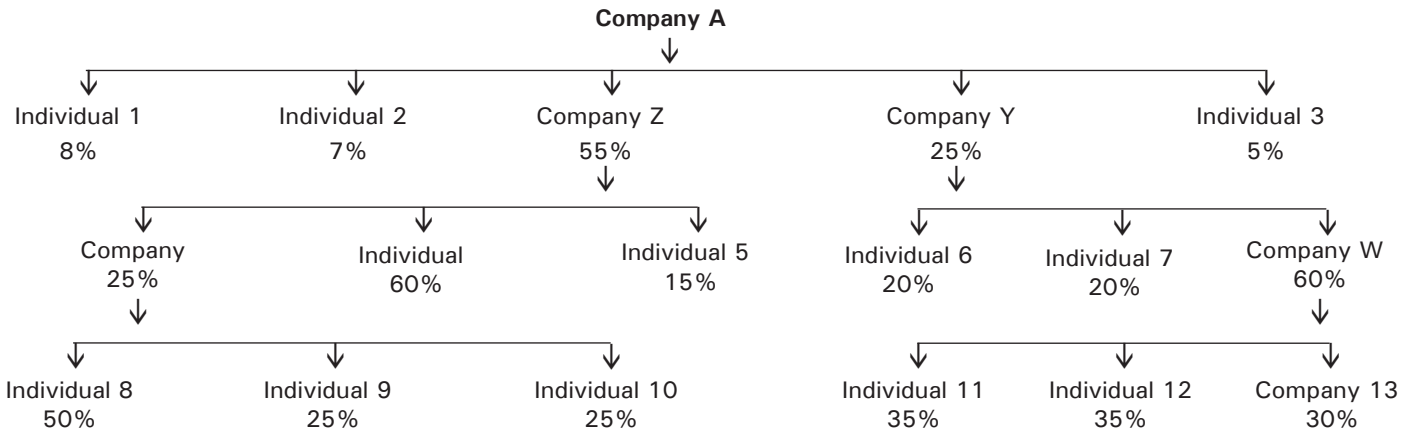 Company A
Individual 1 Individual 2 Company Z Company Y Individual 3
8% 7% 55% 25% 5%
Company Individual Individual 5 Individual 6 Individual 7 Company W
25% 60% 15% 20% 20% 60%
Individual 8 Individual 9 Individual 10 Individual 11 Individual 12 Company 13
50% 25% 25% 35% 35% 30%